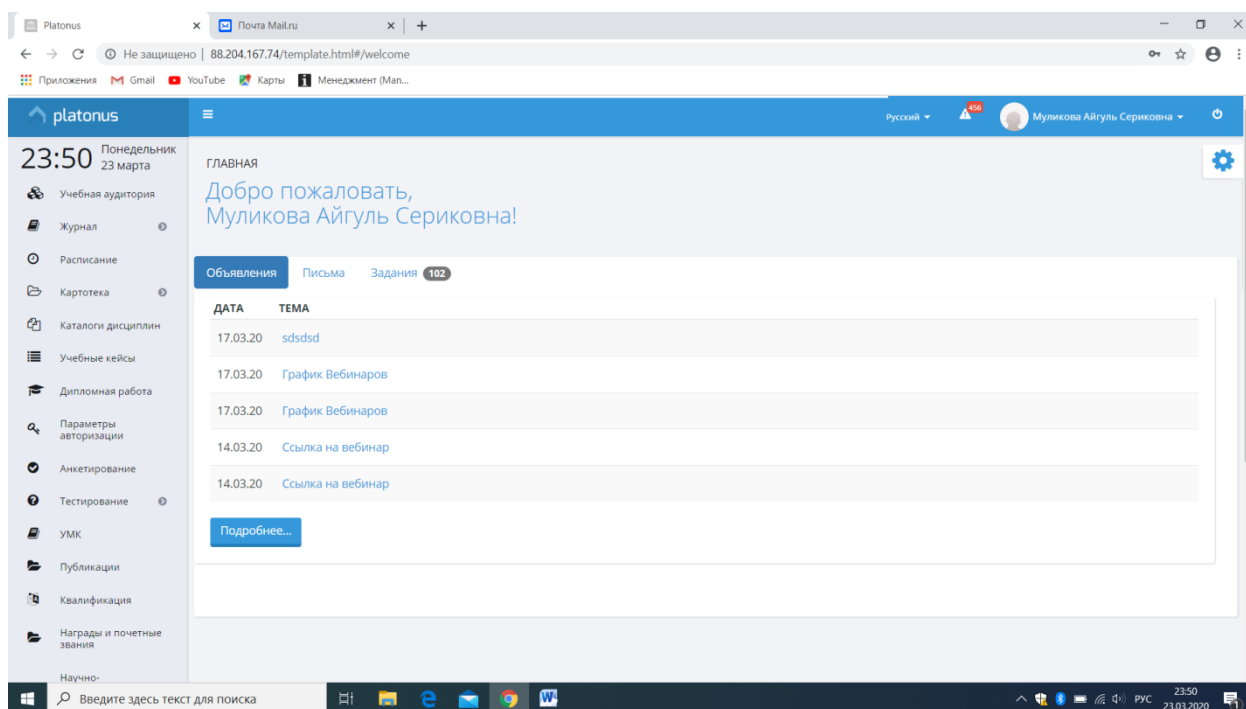 Platonus
Почта Mail.ru
Не защищено | 88.204.167.74/template.html#/welcome
Приложения Gmail YouTube Карты Менеджмент (Man...
platonus
Русский
456
Муликова Айгуль Сериковна
23:50
Понедельник
23 марта
Учебная аудитория
Журнал
Расписание
Картотека
Каталоги дисциплин
Учебные кейсы
Дипломная работа
Параметры
авторизации
Анкетирование
Тестирование
УМК
Публикации
Квалификация
Награды и почетные
звания
Научно-
ГЛАВНАЯ
Добро пожаловать,
Муликова Айгуль Сериковна!
Объявления Письма Задания 102
ДАТА ТЕМА
17.03.20 sdsdsd
17.03.20 График Вебинаров
17.03.20 График Вебинаров
14.03.20 Ссылка на вебинар
14.03.20 Ссылка на вебинар
Подробнее...
Введите здесь текст для поиска
РУС
23:50
23.03.2020